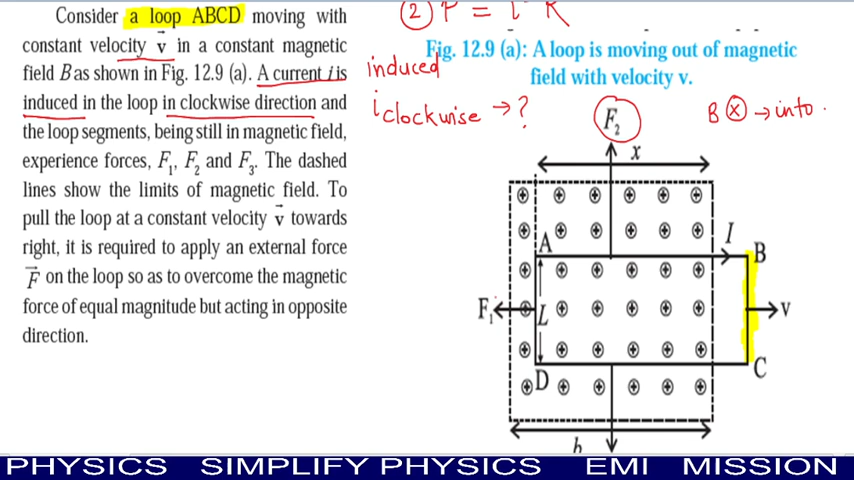 Consider a loop ABCD moving with
constant velocity v⃗ in a constant magnetic
field B as shown in Fig. 12.9 (a). A current i is
induced in the loop in clockwise direction and
the loop segments, being still in magnetic field,
experience forces, F₁, F₂ and F₃. The dashed
lines show the limits of magnetic field. To
pull the loop at a constant velocity v⃗ towards
right, it is required to apply an external force
F⃗ on the loop so as to overcome the magnetic
force of equal magnitude but acting in opposite
direction.
Fig. 12.9 (a): A loop is moving out of magnetic
field with velocity v.
induced
i clockwise → ?
B ⊗ → into
F₂
x
I
A
B
F₁
L
v
D
C
b
PHYSICS SIMPLIFY PHYSICS EMI MISSION